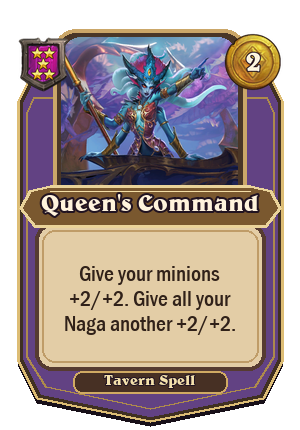 2
Queen's Command
Give your minions
+2/+2. Give all your
Naga another +2/+2.
Tavern Spell